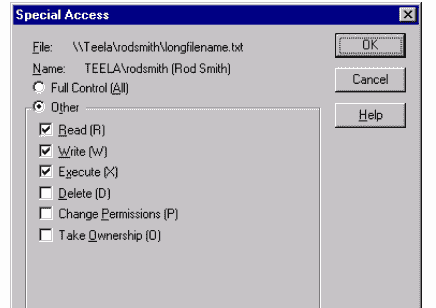 Special Access
File: \\Teela\rodsmith\longfilename.txt
OK
Name: TEELA\rodsmith (Rod Smith)
Cancel
Full Control (All)
Other
Help
Read (R)
Write (W)
Execute (X)
Delete (D)
Change Permissions (P)
Take Ownership (O)